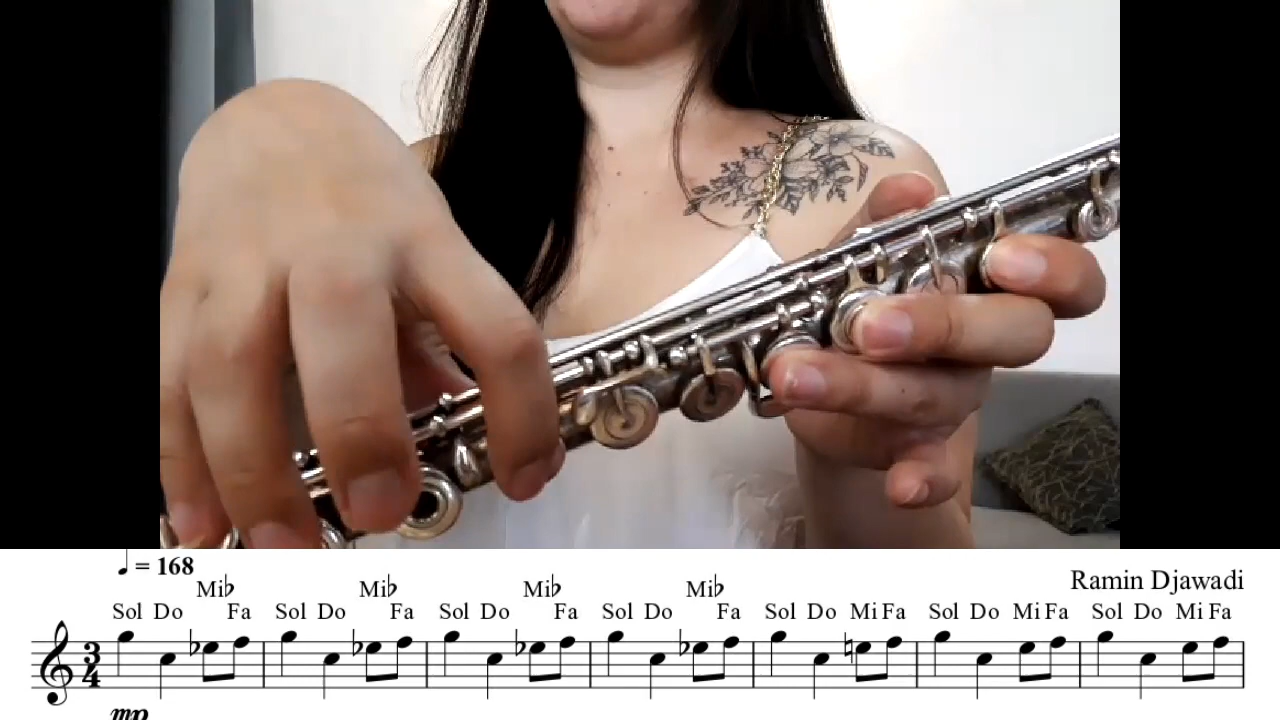 ♩ = 168
Ramin Djawadi
Mi♭ Mi♭ Mi♭ Mi♭
Sol Do Fa Sol Do Fa Sol Do Fa Sol Do Fa Sol Do Mi Fa Sol Do Mi Fa Sol Do Mi Fa
3
4
mp